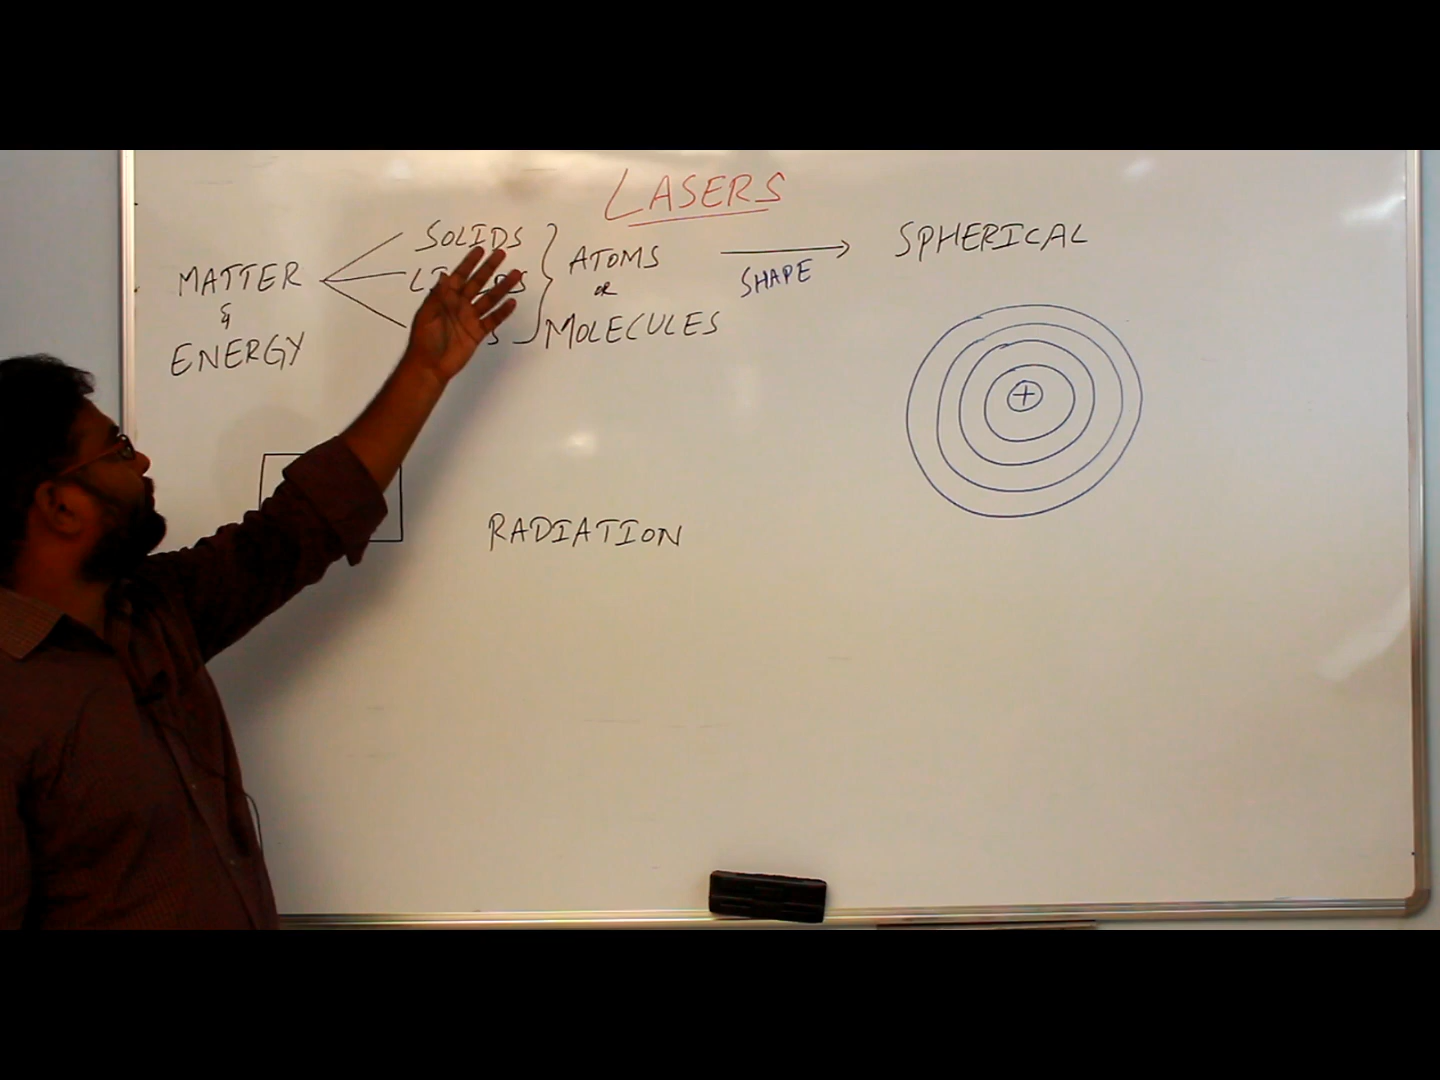 LASERS
MATTER
&
ENERGY
SOLIDS
ATOMS
or
MOLECULES
SHAPE
SPHERICAL
+
RADIATION